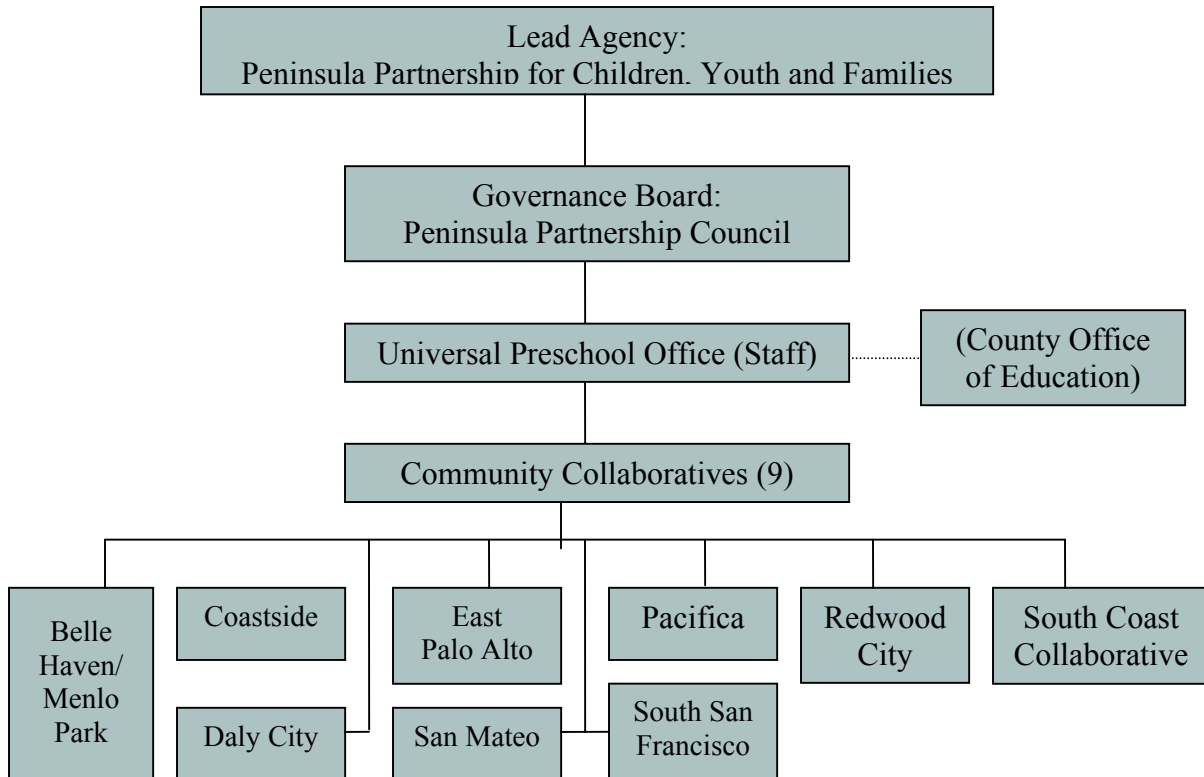 Lead Agency:
Peninsula Partnership for Children, Youth and Families
Governance Board:
Peninsula Partnership Council
Universal Preschool Office (Staff)
(County Office
of Education)
Community Collaboratives (9)
Belle
Haven/
Menlo
Park
Coastside
Daly City
East
Palo Alto
San Mateo
Pacifica
South San
Francisco
Redwood
City
South Coast
Collaborative